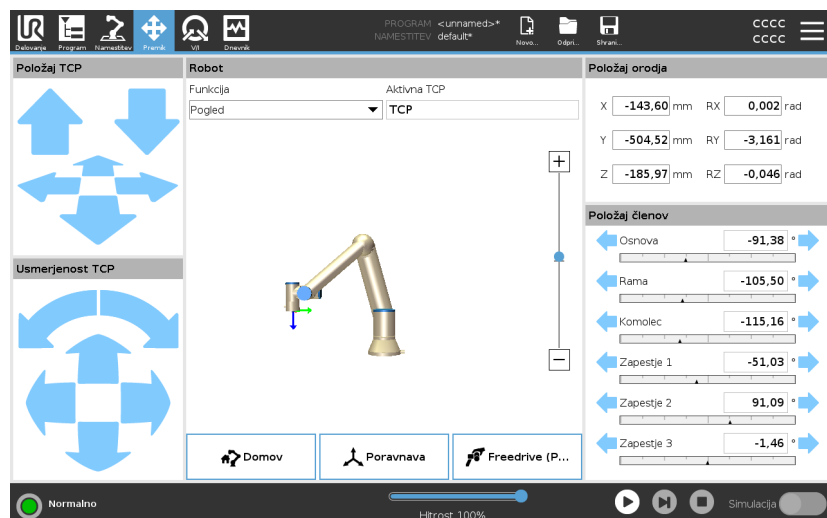 PROGRAM <unnamed>*
NAMESTITEV default*
CCCC
CCCC
Delovanje Program Namestitev Premik V/I Dnevnik Novo... Odpri... Shrani...
Položaj TCP
Robot
Položaj orodja
Funkcija
Aktivna TCP
Pogled
TCP
X -143,60 mm RX 0,002 rad
Y -504,52 mm RY -3,161 rad
Z -185,97 mm RZ -0,046 rad
Položaj členov
Osnova -91,38 °
Rama -105,50 °
Komolec -115,16 °
Zapestje 1 -51,03 °
Zapestje 2 91,09 °
Zapestje 3 -1,46 °
Usmerjenost TCP
Domov
Poravnava
Freedrive (P...
Normalno
Hitrost 100%
Simulacija